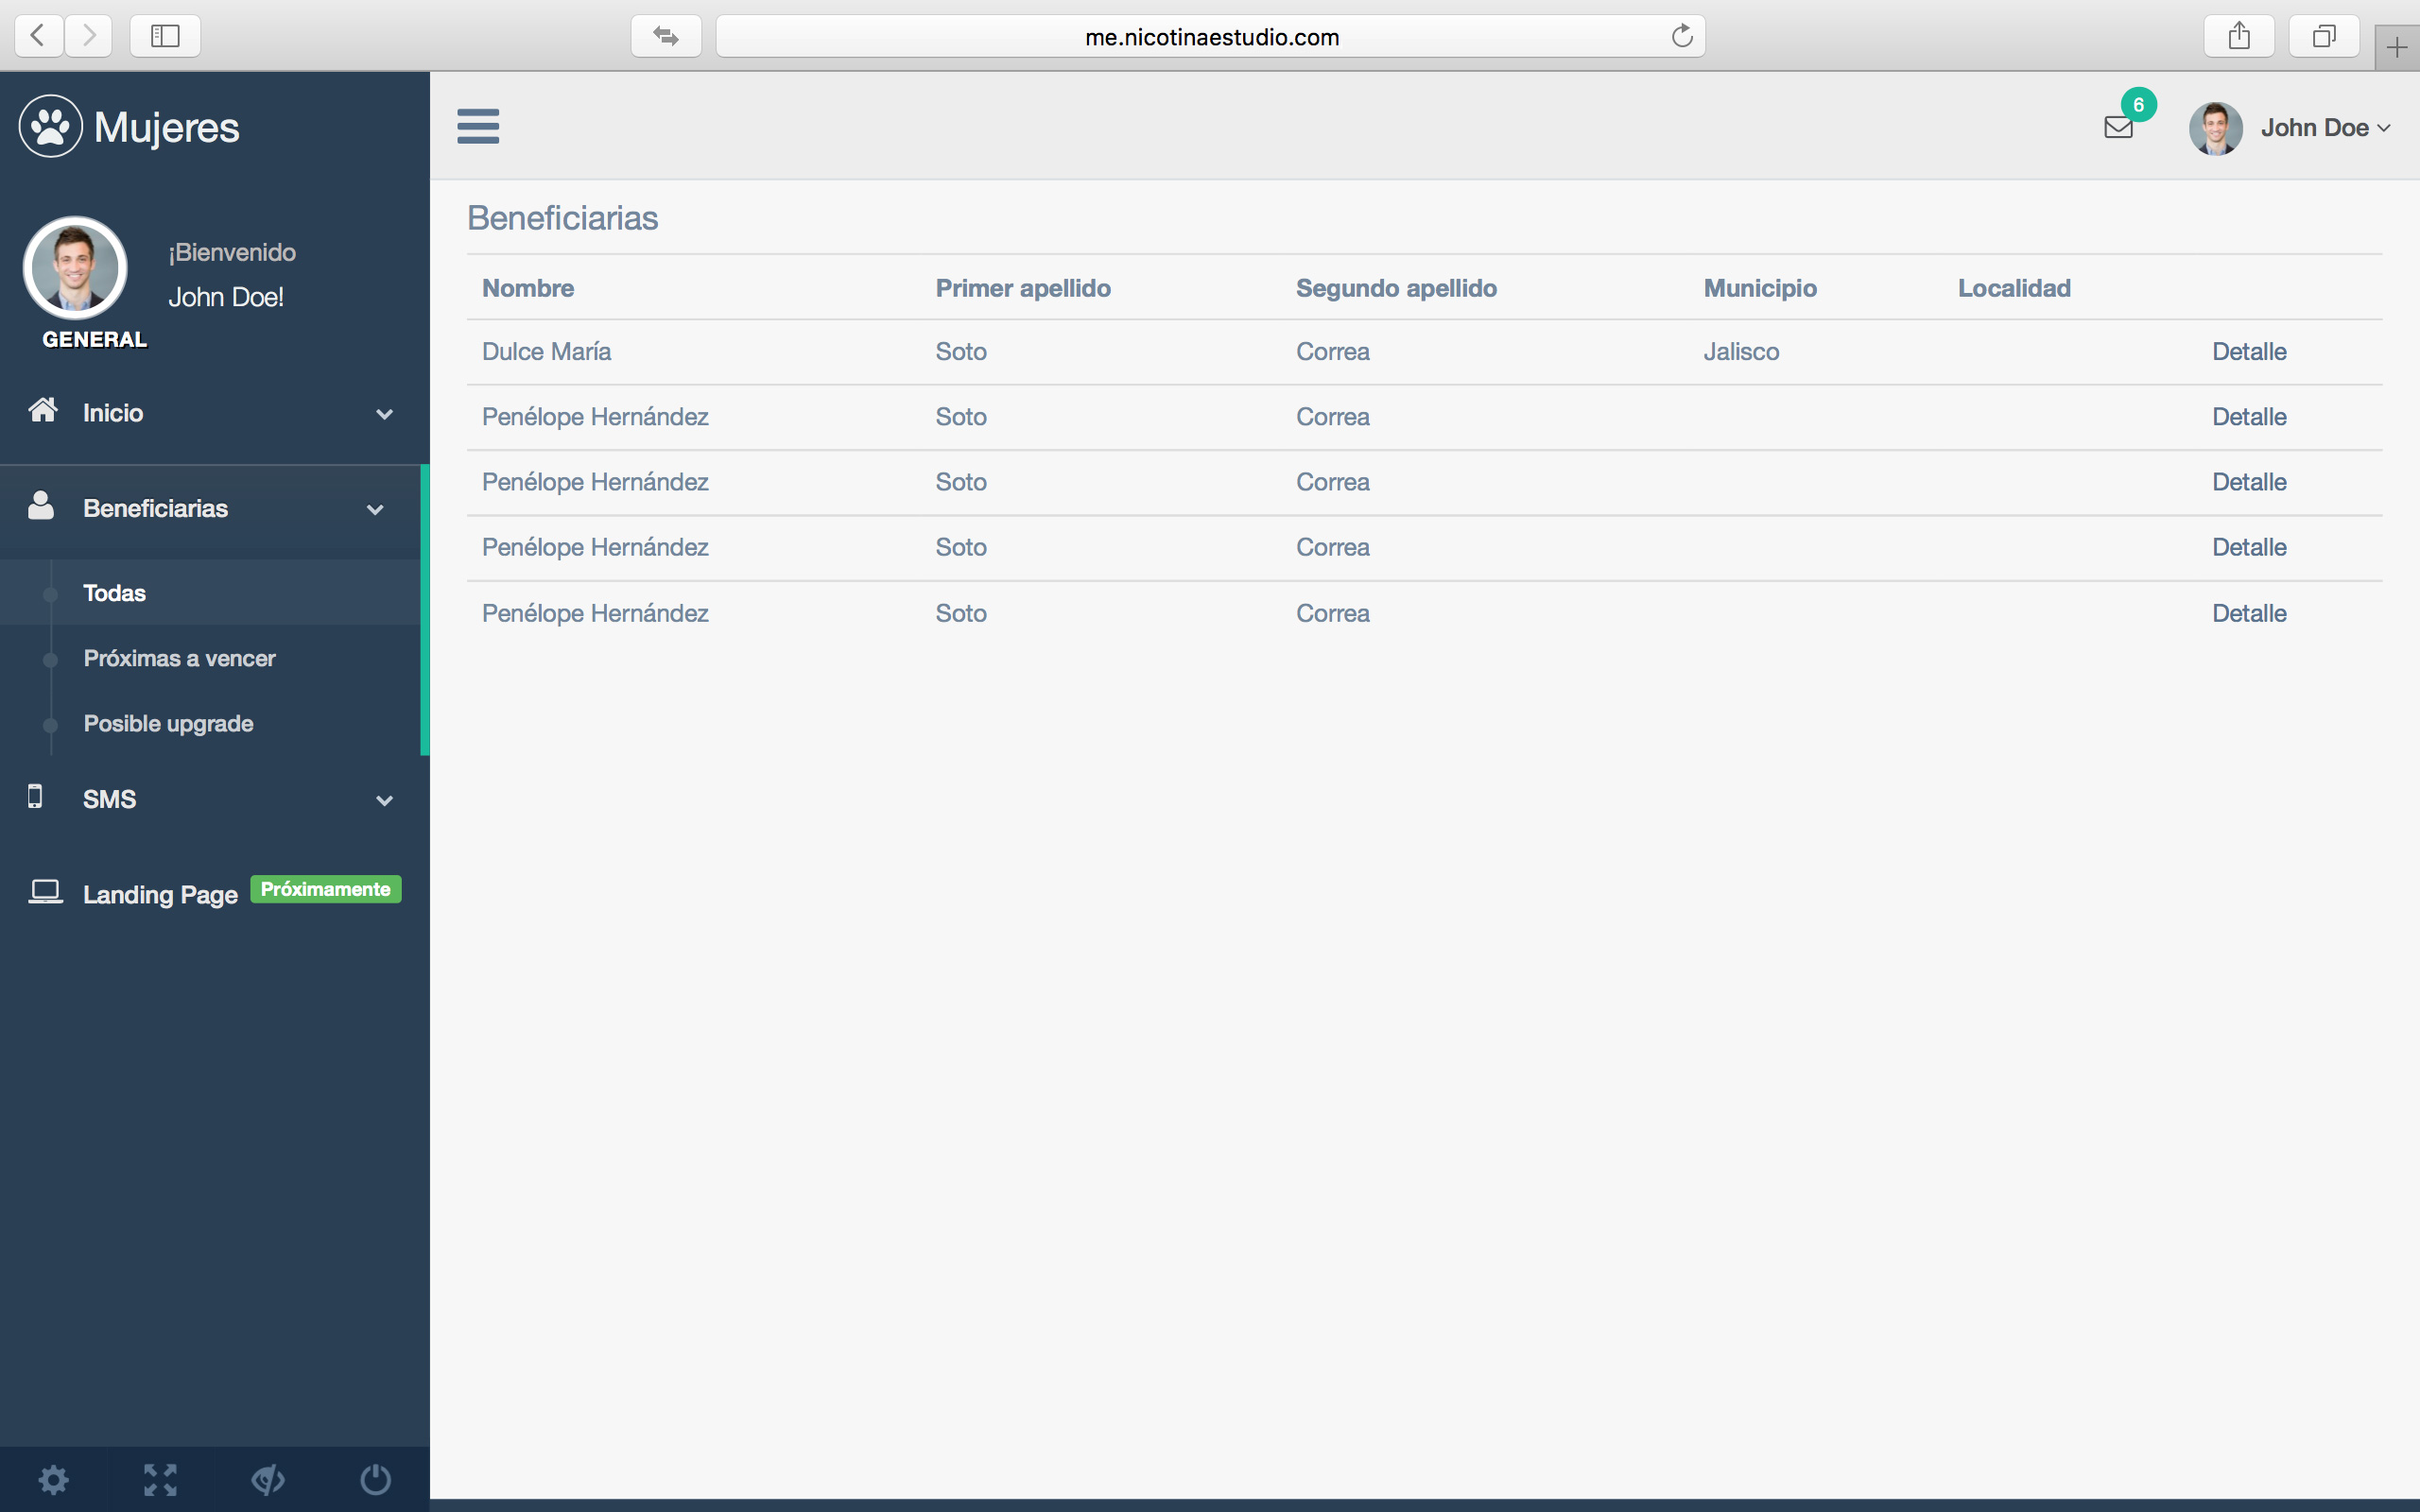 me.nicotinaestudio.com
Mujeres
6
John Doe
¡Bienvenido
John Doe!
GENERAL
Inicio
Beneficiarias
Todas
Próximas a vencer
Posible upgrade
SMS
Landing Page Próximamente
Beneficiarias
Nombre Primer apellido Segundo apellido Municipio Localidad
Dulce María Soto Correa Jalisco Detalle
Penélope Hernández Soto Correa Detalle
Penélope Hernández Soto Correa Detalle
Penélope Hernández Soto Correa Detalle
Penélope Hernández Soto Correa Detalle